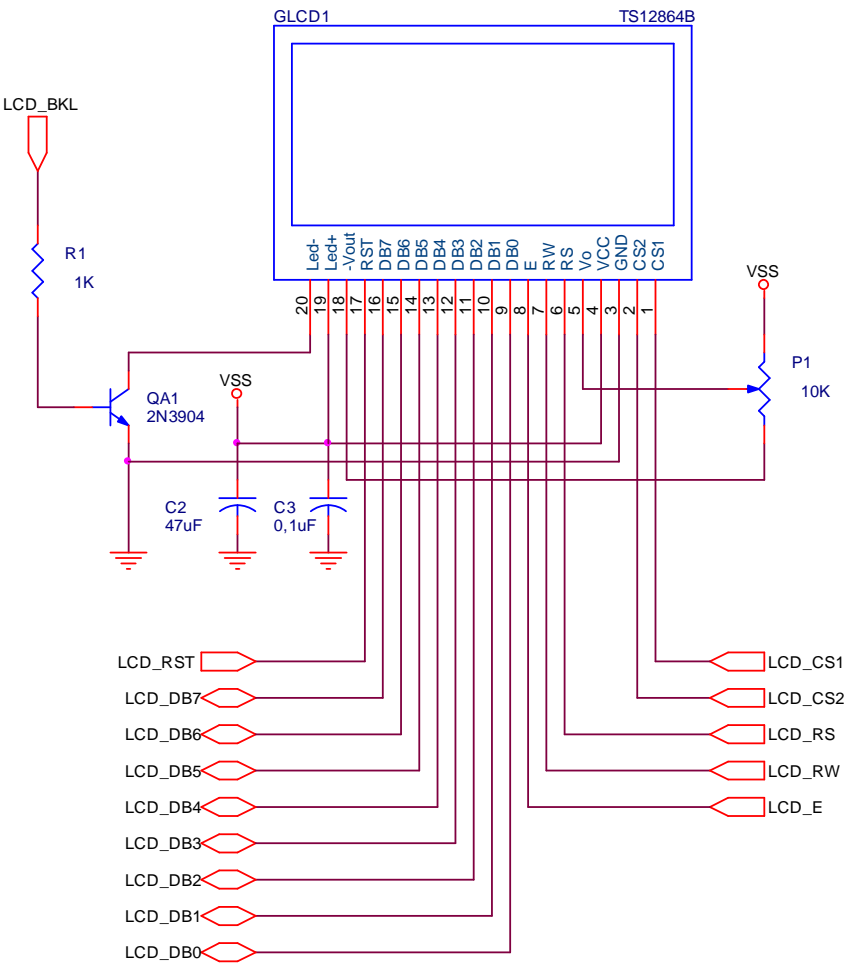 GLCD1 TS12864B
LCD_BKL
Led-
Led+
-Vout
RST
DB7
DB6
DB5
DB4
DB3
DB2
DB1
DB0
E
RW
RS
Vo
VCC
GND
CS2
CS1
20
19
18
17
16
15
14
13
12
11
10
9
8
7
6
5
4
3
2
1
R1
1K
VSS
P1
10K
VSS
QA1
2N3904
C2
47uF
C3
0,1uF
LCD_RST
LCD_DB7
LCD_DB6
LCD_DB5
LCD_DB4
LCD_DB3
LCD_DB2
LCD_DB1
LCD_DB0
LCD_CS1
LCD_CS2
LCD_RS
LCD_RW
LCD_E